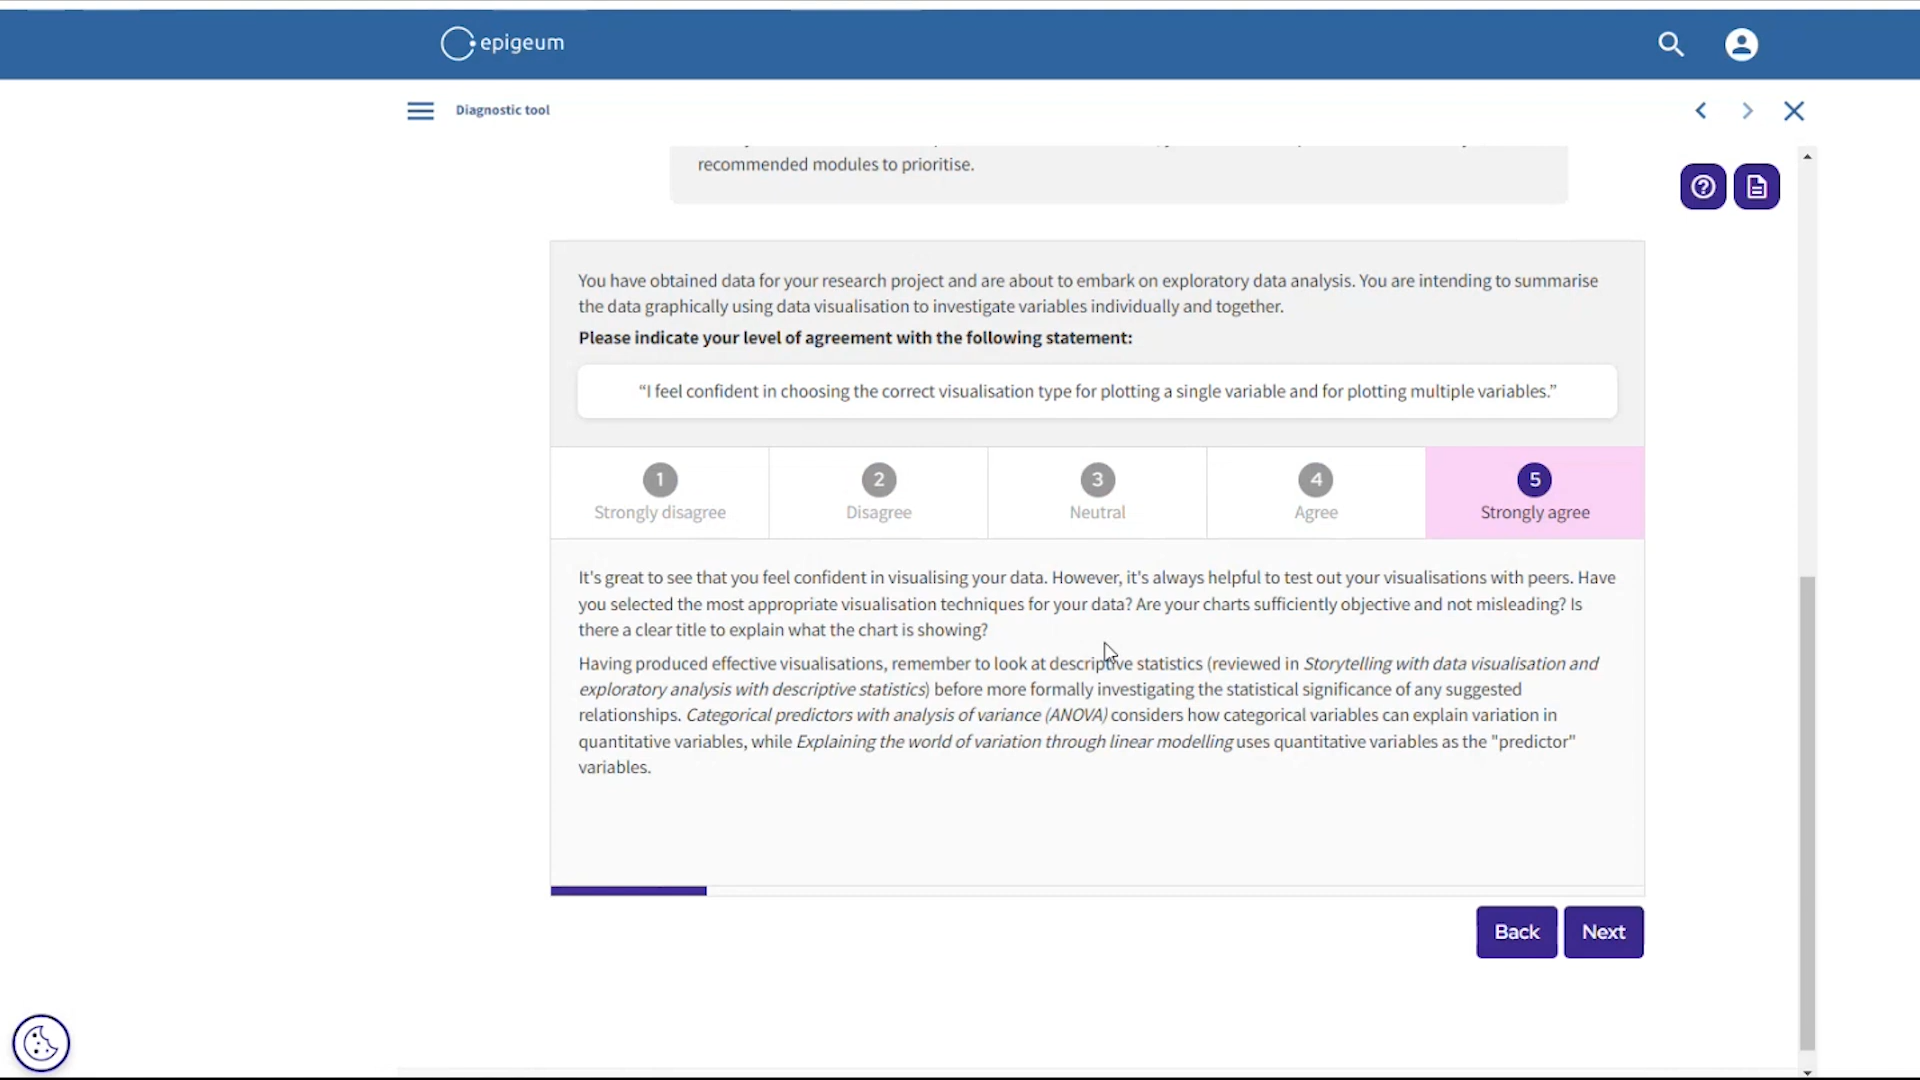 epigeum
Diagnostic tool
recommended modules to prioritise.
You have obtained data for your research project and are about to embark on exploratory data analysis. You are intending to summarise
the data graphically using data visualisation to investigate variables individually and together.
Please indicate your level of agreement with the following statement:
“I feel confident in choosing the correct visualisation type for plotting a single variable and for plotting multiple variables.”
1 2 3 4 5
Strongly disagree Disagree Neutral Agree Strongly agree
It's great to see that you feel confident in visualising your data. However, it's always helpful to test out your visualisations with peers. Have
you selected the most appropriate visualisation techniques for your data? Are your charts sufficiently objective and not misleading? Is
there a clear title to explain what the chart is showing?
Having produced effective visualisations, remember to look at descriptive statistics (reviewed in Storytelling with data visualisation and
exploratory analysis with descriptive statistics) before more formally investigating the statistical significance of any suggested
relationships. Categorical predictors with analysis of variance (ANOVA) considers how categorical variables can explain variation in
quantitative variables, while Explaining the world of variation through linear modelling uses quantitative variables as the "predictor"
variables.
Back Next